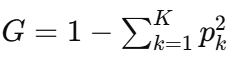 G = 1 − ∑_{k=1}^{K} p_k^2